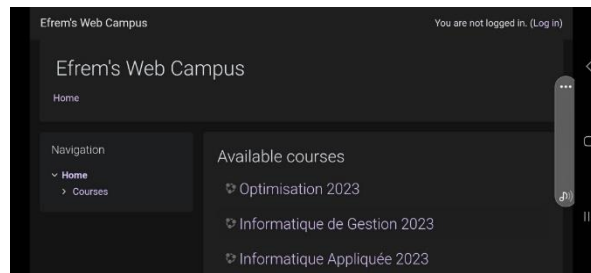 Efrem's Web Campus
You are not logged in. (Log in)
Efrem's Web Campus
Home
Navigation
Home
Courses
Available courses
Optimisation 2023
Informatique de Gestion 2023
Informatique Appliquée 2023